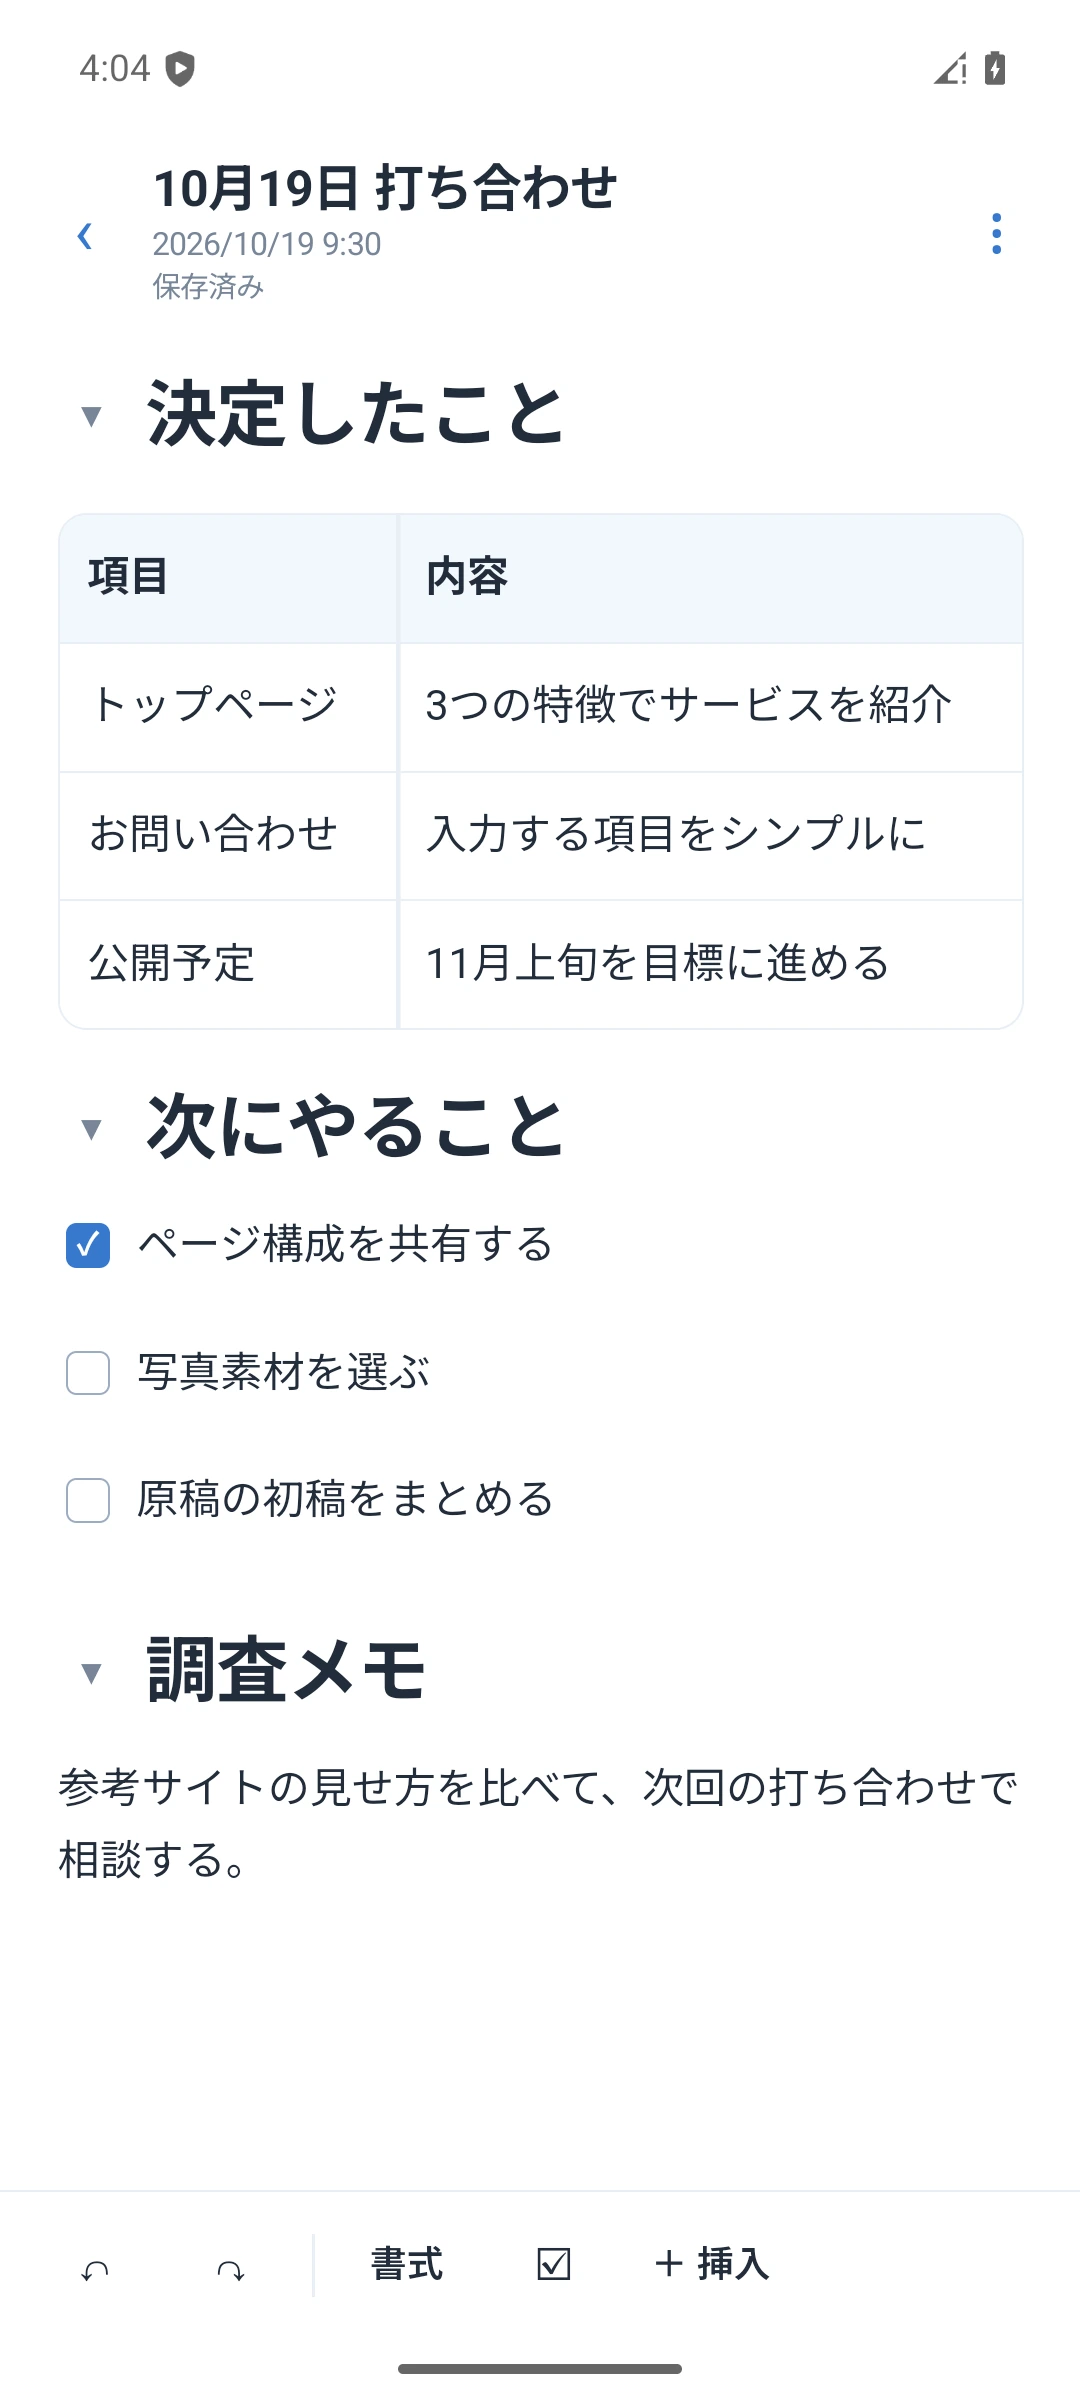 4:04
10月19日 打ち合わせ
2026/10/19 9:30
保存済み
決定したこと
項目 内容
トップページ 3つの特徴でサービスを紹介
お問い合わせ 入力する項目をシンプルに
公開予定 11月上旬を目標に進める
次にやること
ページ構成を共有する
写真素材を選ぶ
原稿の初稿をまとめる
調査メモ
参考サイトの見せ方を比べて、次回の打ち合わせで
相談する。
書式 ＋ 挿入